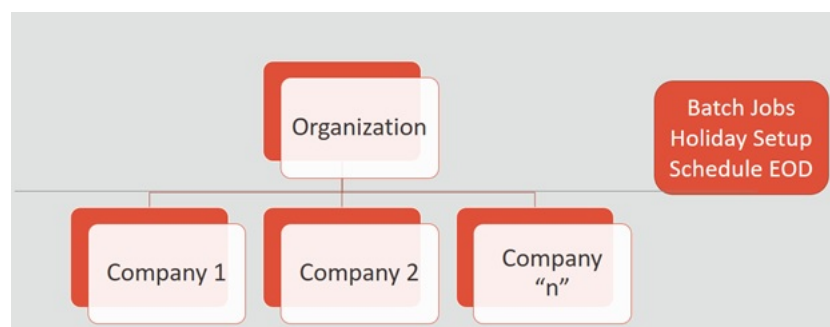 Organization
Batch Jobs
Holiday Setup
Schedule EOD
Company 1
Company 2
Company
“n”